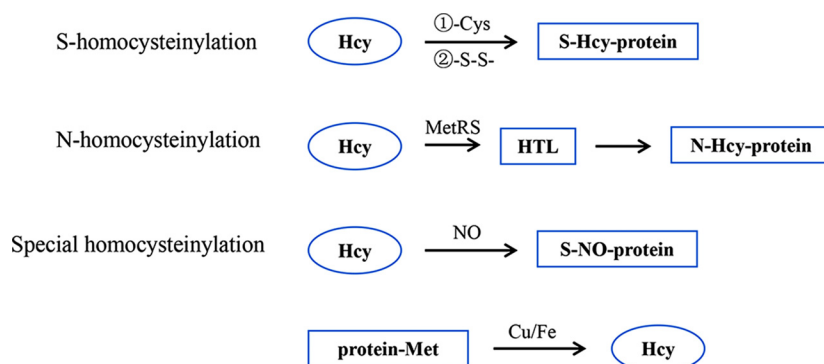 S-homocysteinylation Hcy ①-Cys ②-S-S- S-Hcy-protein
N-homocysteinylation Hcy MetRS HTL N-Hcy-protein
Special homocysteinylation Hcy NO S-NO-protein
protein-Met Cu/Fe Hcy